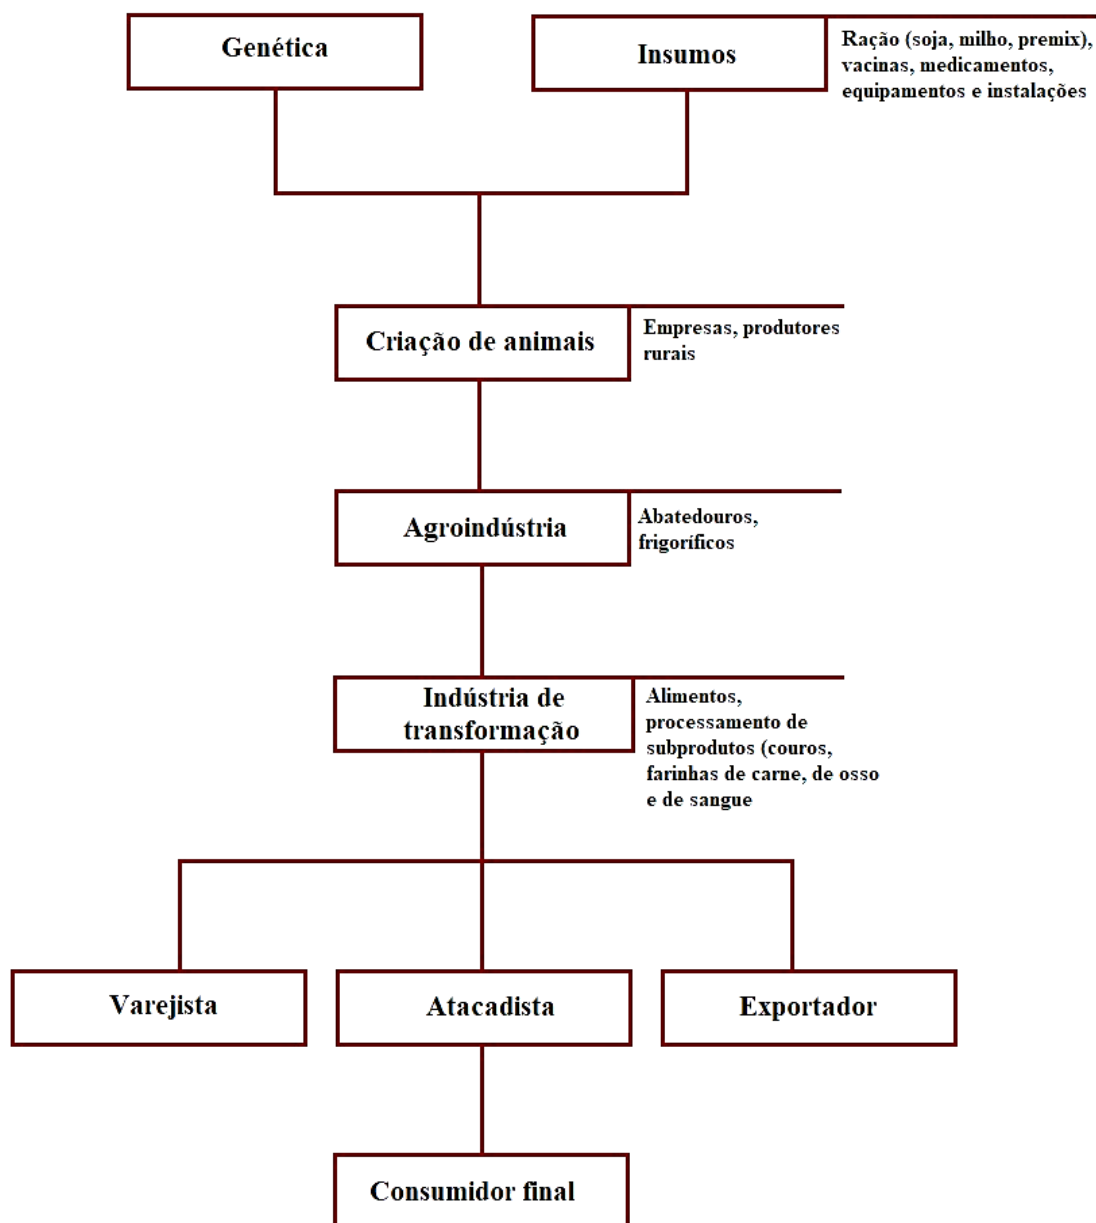 Genética
Insumos
Ração (soja, milho, premix),
vacinas, medicamentos,
equipamentos e instalações
Criação de animais
Empresas, produtores
rurais
Agroindústria
Abatedouros,
frigoríficos
Indústria de
transformação
Alimentos,
processamento de
subprodutos (couros,
farinhas de carne, de osso
e de sangue
Varejista
Atacadista
Exportador
Consumidor final